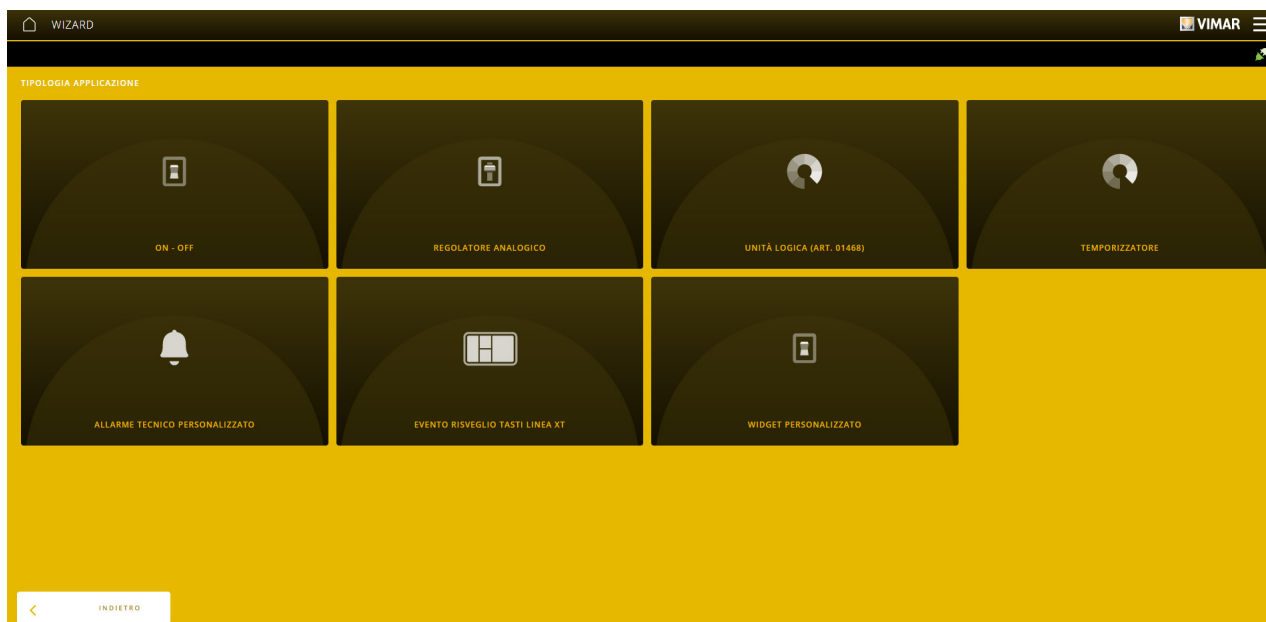 WIZARD
VIMAR
TIPOLOGIA APPLICAZIONE
ON - OFF
REGOLATORE ANALOGICO
UNITÀ LOGICA (ART. 01468)
TEMPORIZZATORE
ALLARME TECNICO PERSONALIZZATO
EVENTO RISVEGLIO TASTI LINEA XT
WIDGET PERSONALIZZATO
INDIETRO